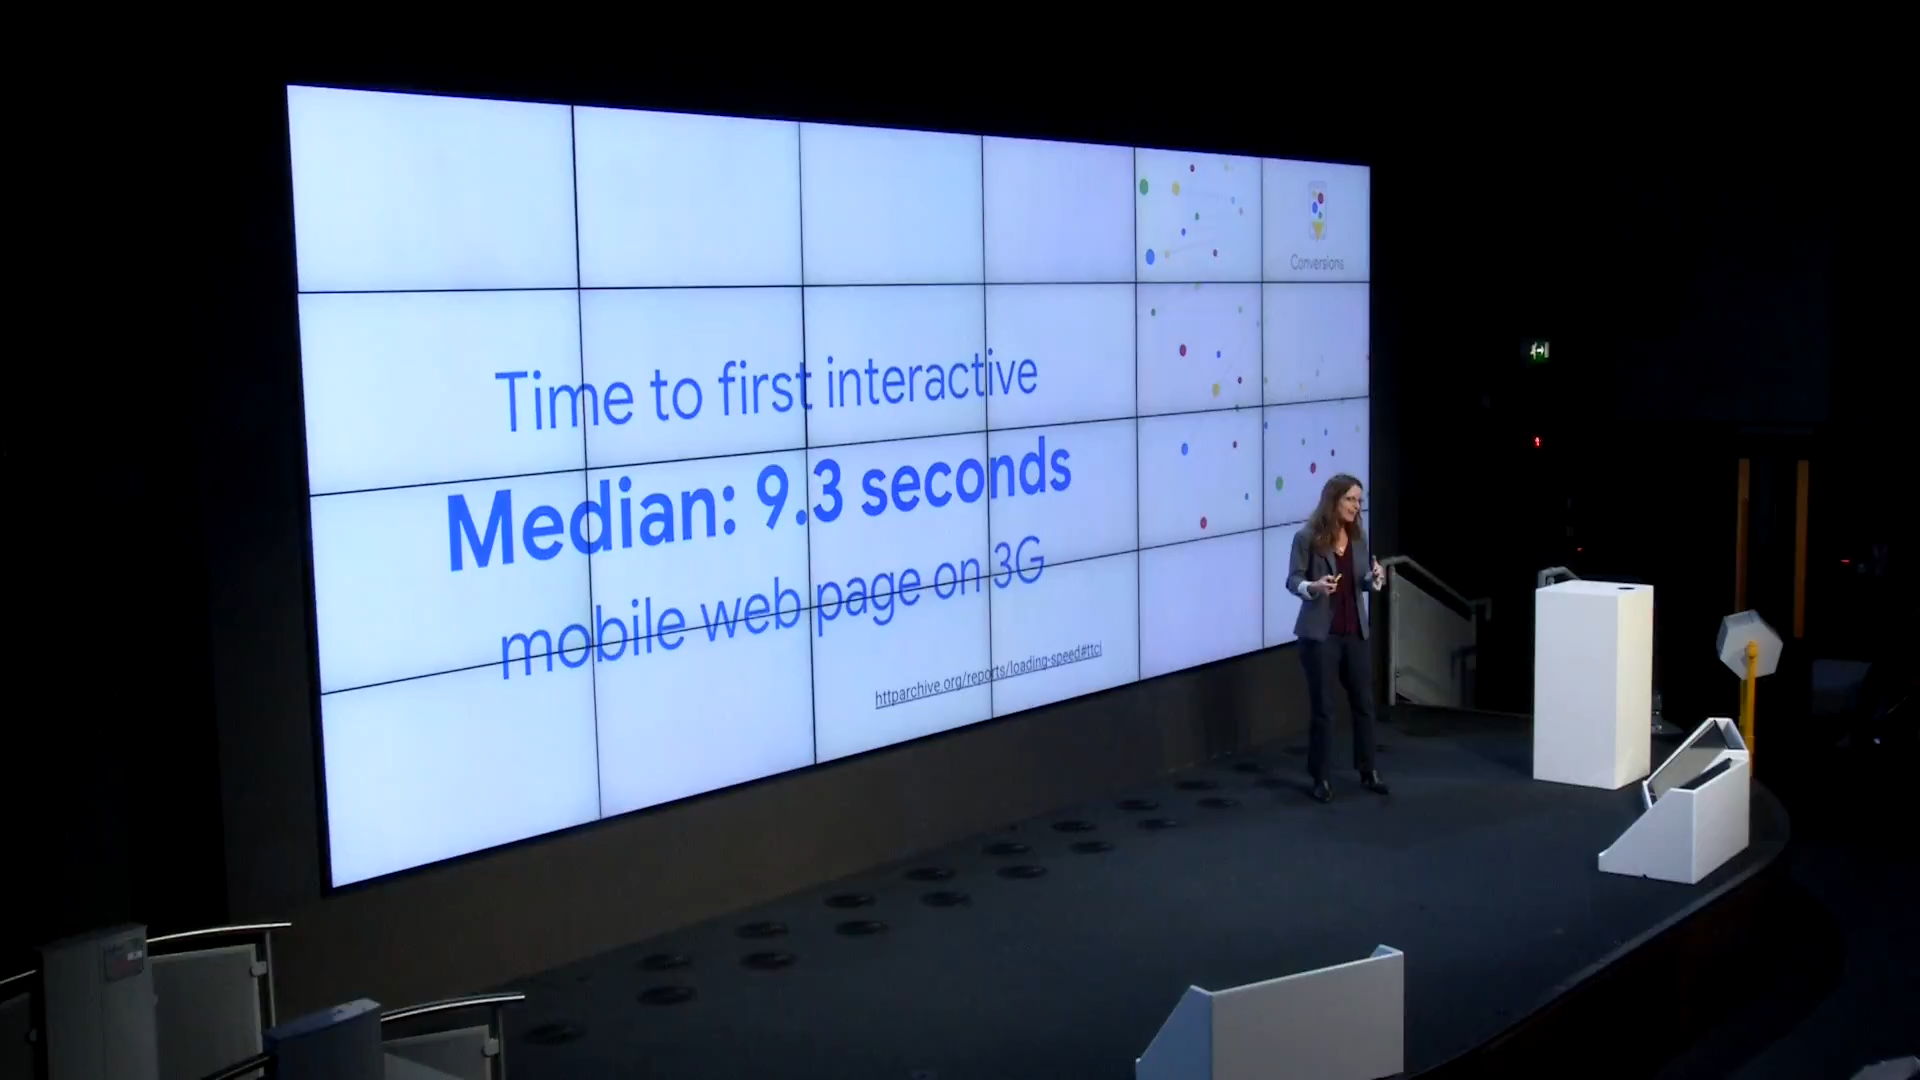 Conversions
Time to first interactive
Median: 9.3 seconds
mobile web page on 3G
httparchive.org/reports/loading-speed#ttci